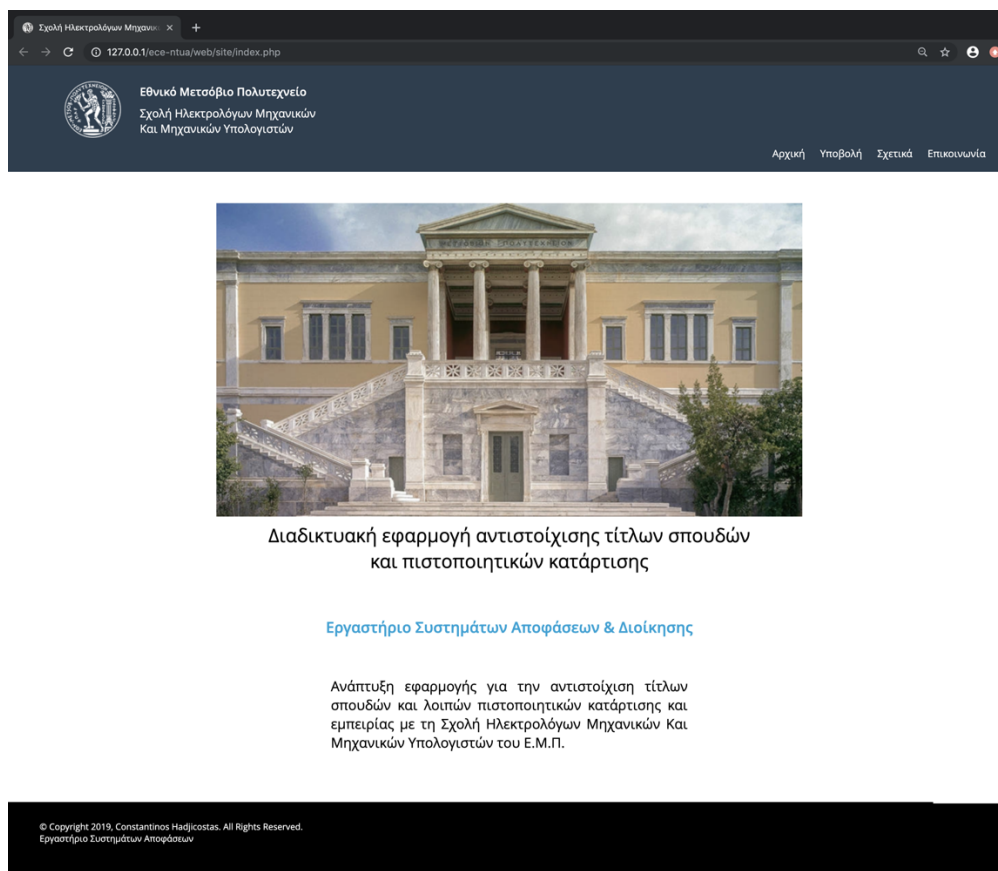 Σχολή Ηλεκτρολόγων Μηχανικ
127.0.0.1/ece-ntua/web/site/index.php
Εθνικό Μετσόβιο Πολυτεχνείο
Σχολή Ηλεκτρολόγων Μηχανικών
Και Μηχανικών Υπολογιστών
Αρχική Υποβολή Σχετικά Επικοινωνία
Διαδικτυακή εφαρμογή αντιστοίχισης τίτλων σπουδών
και πιστοποιητικών κατάρτισης
Εργαστήριο Συστημάτων Αποφάσεων & Διοίκησης
Ανάπτυξη εφαρμογής για την αντιστοίχιση τίτλων
σπουδών και λοιπών πιστοποιητικών κατάρτισης και
εμπειρίας με τη Σχολή Ηλεκτρολόγων Μηχανικών Και
Μηχανικών Υπολογιστών του Ε.Μ.Π.
© Copyright 2019, Constantinos Hadjicostas. All Rights Reserved.
Εργαστήριο Συστημάτων Αποφάσεων